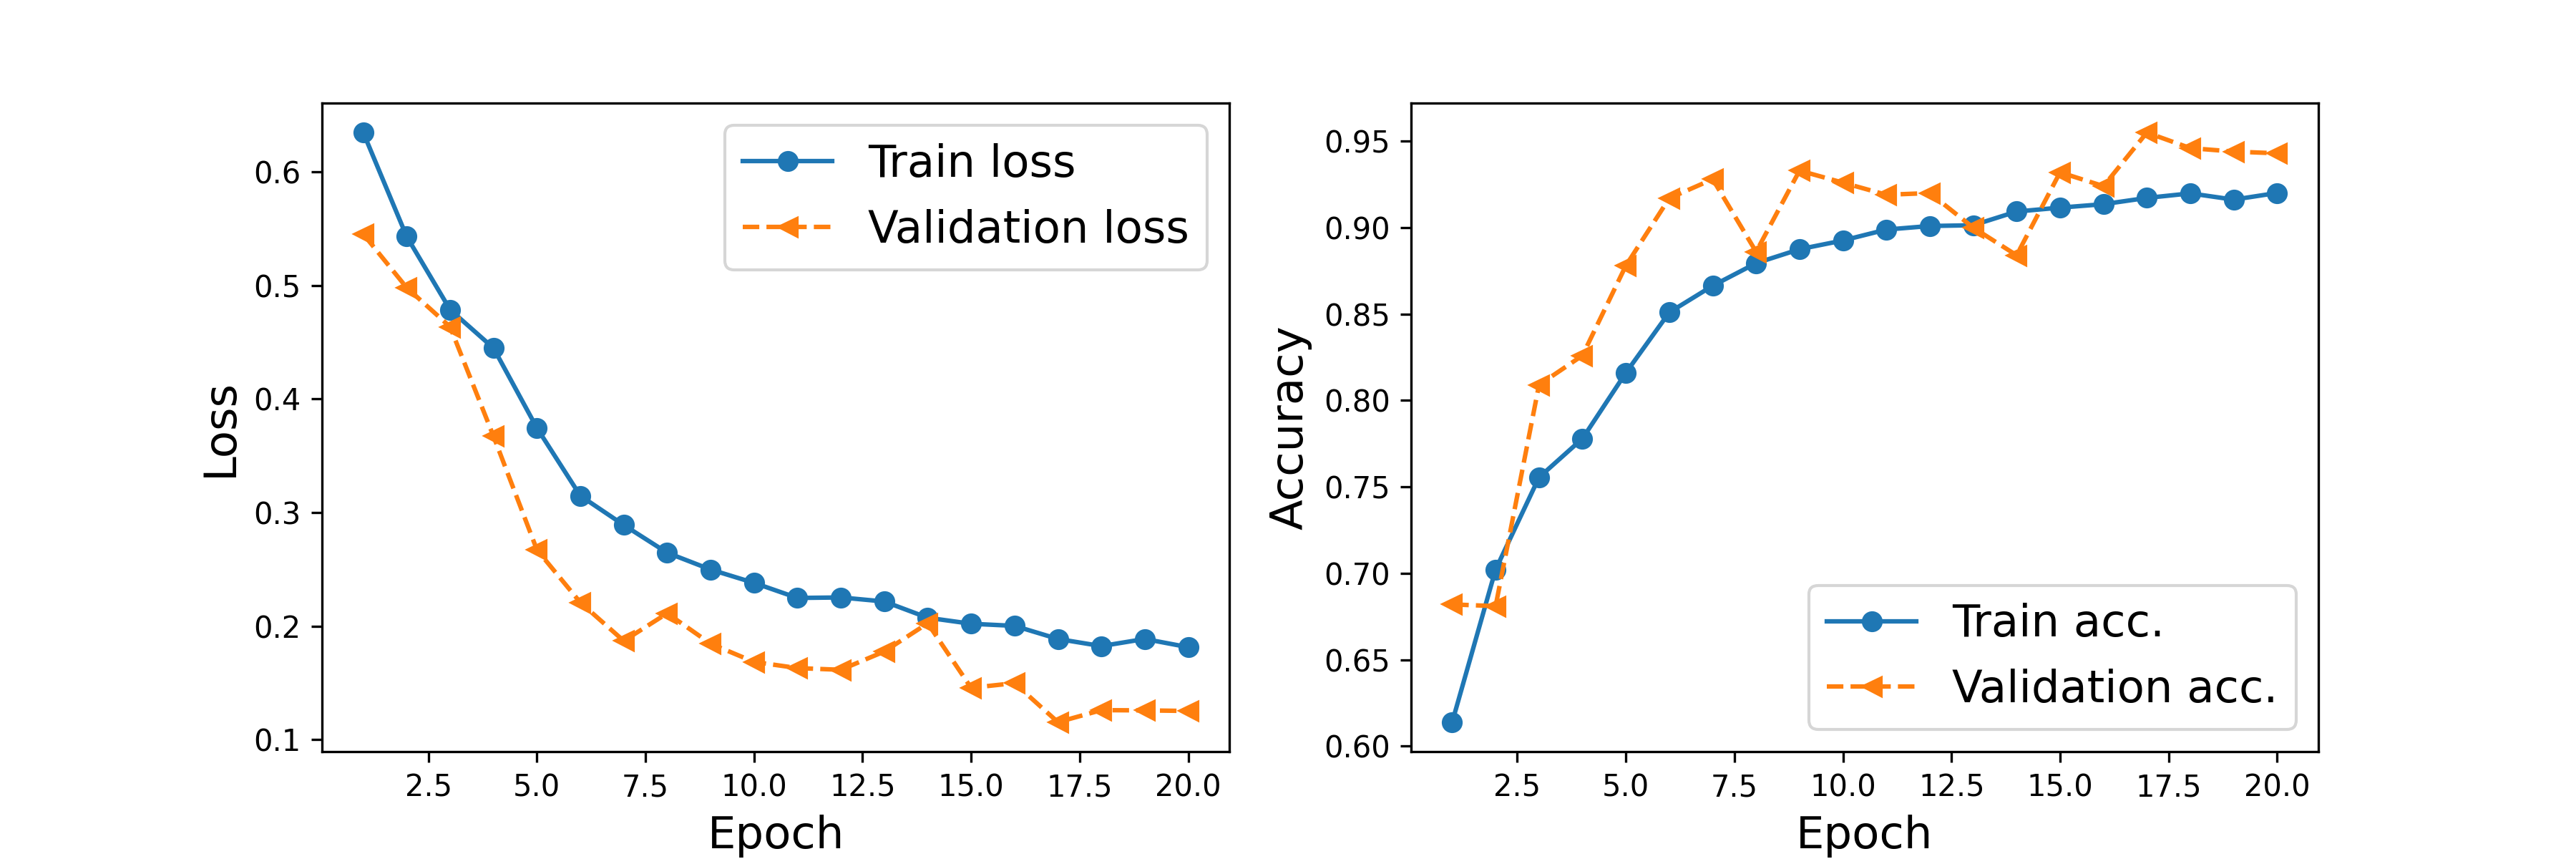 Train loss
Validation loss
0.6
0.5
0.4
0.3
0.2
0.1
Loss
2.5 5.0 7.5 10.0 12.5 15.0 17.5 20.0
Epoch
0.95
0.90
0.85
0.80
0.75
0.70
0.65
0.60
Accuracy
Train acc.
Validation acc.
2.5 5.0 7.5 10.0 12.5 15.0 17.5 20.0
Epoch